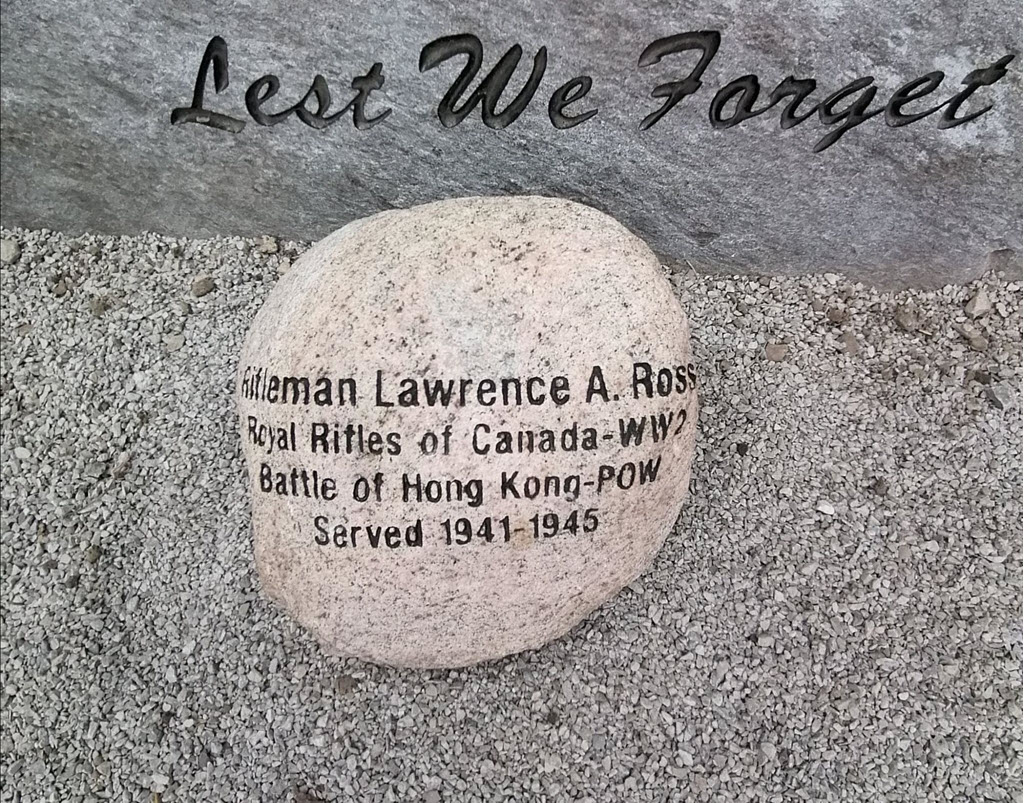 Lest We Forget
Rifleman Lawrence A. Ross
Royal Rifles of Canada-WW2
Battle of Hong Kong-POW
Served 1941-1945